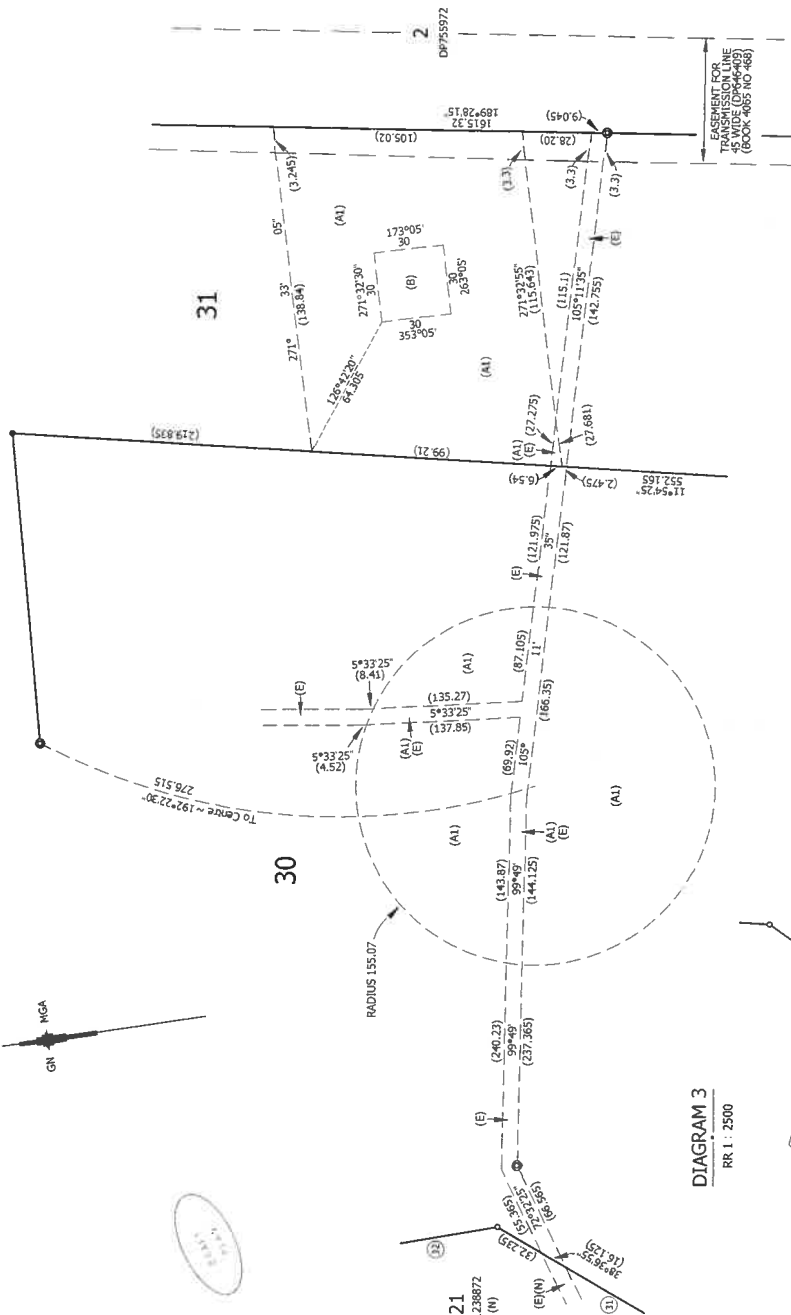 2
DP755972
EASEMENT FOR
TRANSMISSION LINE
45 WIDE (DP646409)
(BOOK 4065 NO 468)
189°28'15"
1615.32
(105.02)
(28.20)
(9.045)
(3.245)
(3.3)
(3.3)
(3.3)
31
271° 33' 05"
(138.84)
(A1)
173°05'
30
271°32'30"
30
(B)
30
263°05'
30
353°05'
126°42'20"
64.305
(A1)
271°32'55"
(115.643)
(115.1)
105°11'35"
(142.755)
(E)
(219.835)
(99.21)
(27.275)
(A1)
(E)
(27.681)
(6.54)
(2.475)
11°54'25"
552.165
(121.975)
35"
(121.87)
(E)
(87.105)
11'
(166.35)
(A1)
(E)
5°33'25"
(8.41)
(135.27)
5°33'25"
(137.85)
5°33'25"
(4.52)
(A1)
(E)
(69.92)
105°
276.515
To Centre ~ 192°22'30"
30
(A1)
(A1)
(A1)
(E)
(143.87)
99°49'
(144.125)
RADIUS 155.07
(240.23)
99°49'
(237.365)
(E)
GN
MGA
(55.365)
72°32'25"
(66.565)
(32.235)
38°36'55"
(16.125)
(E)(N)
32
31
21
238872
(N)
DIAGRAM 3
RR 1 : 2500